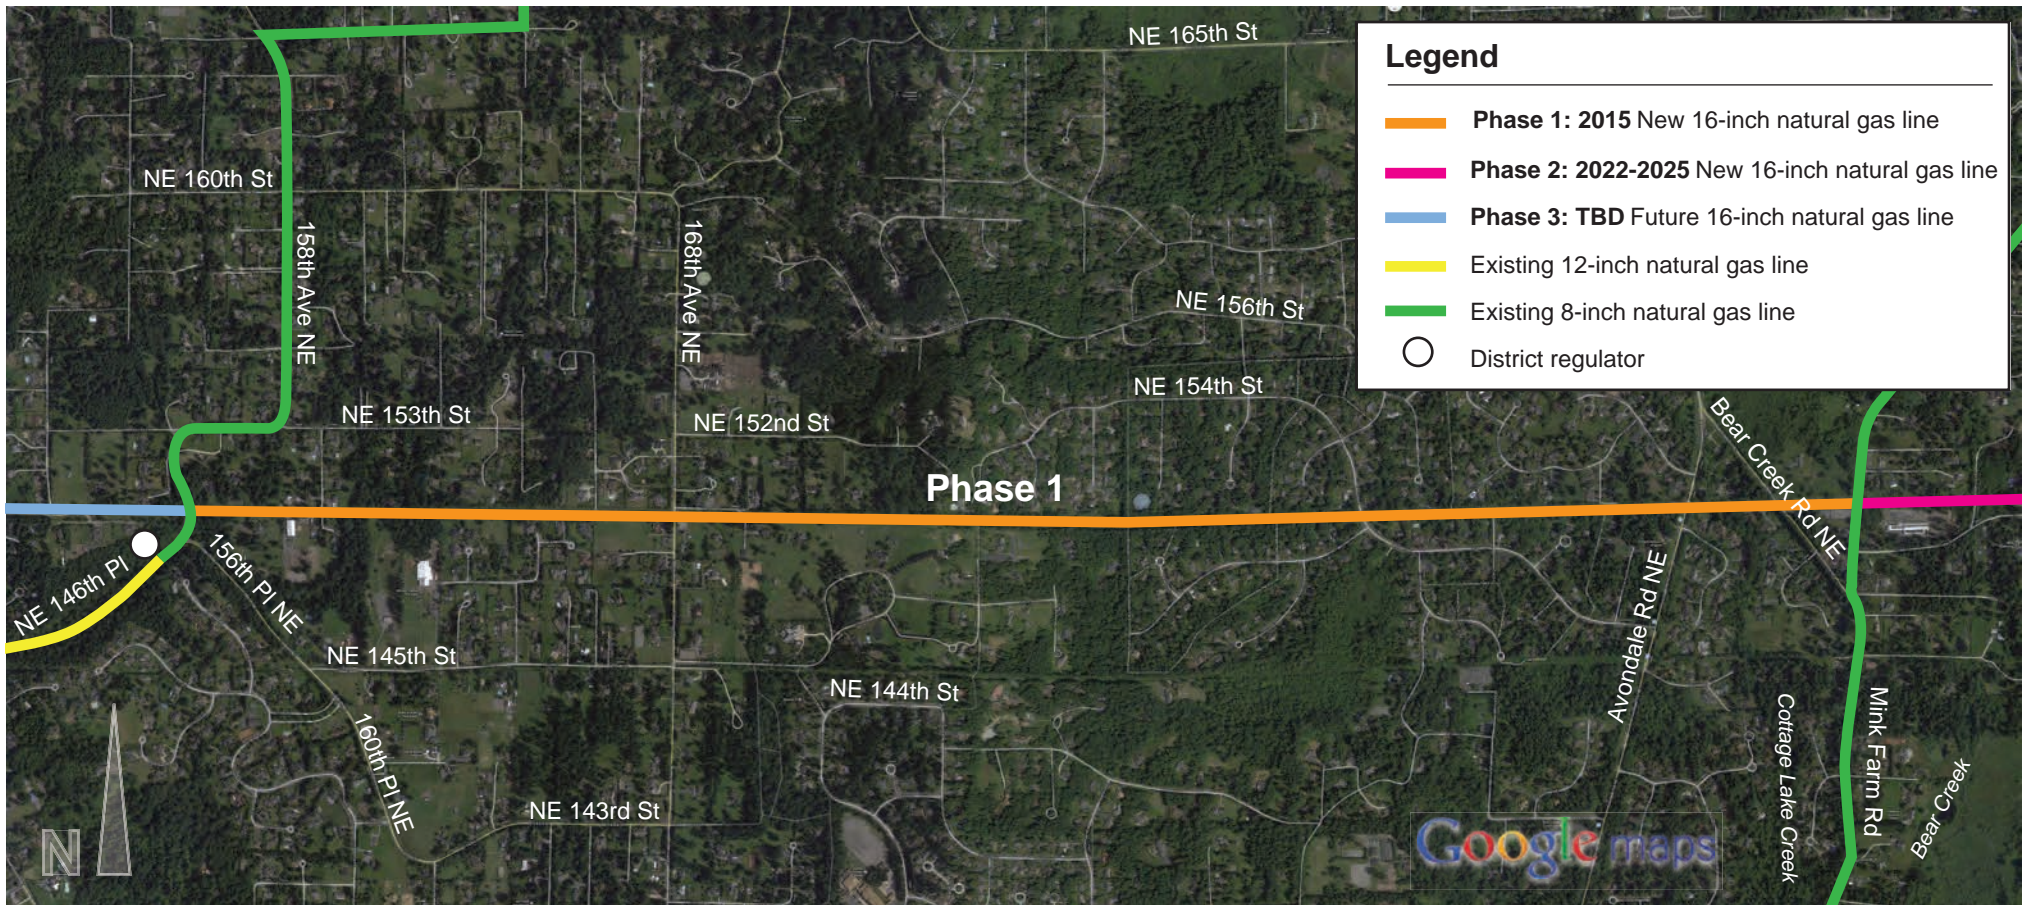 NE 165th St
Legend
Phase 1: 2015 New 16-inch natural gas line
Phase 2: 2022-2025 New 16-inch natural gas line
Phase 3: TBD Future 16-inch natural gas line
Existing 12-inch natural gas line
Existing 8-inch natural gas line
District regulator
NE 160th St
158th Ave NE
168th Ave NE
NE 156th St
NE 154th St
NE 153th St
NE 152nd St
Bear Creek Rd NE
Phase 1
NE 146th Pl
156th Pl NE
Avondale Rd NE
NE 145th St
NE 144th St
160th Pl NE
NE 143rd St
Cottage Lake Creek
Mink Farm Rd
Bear Creek
N
Google maps